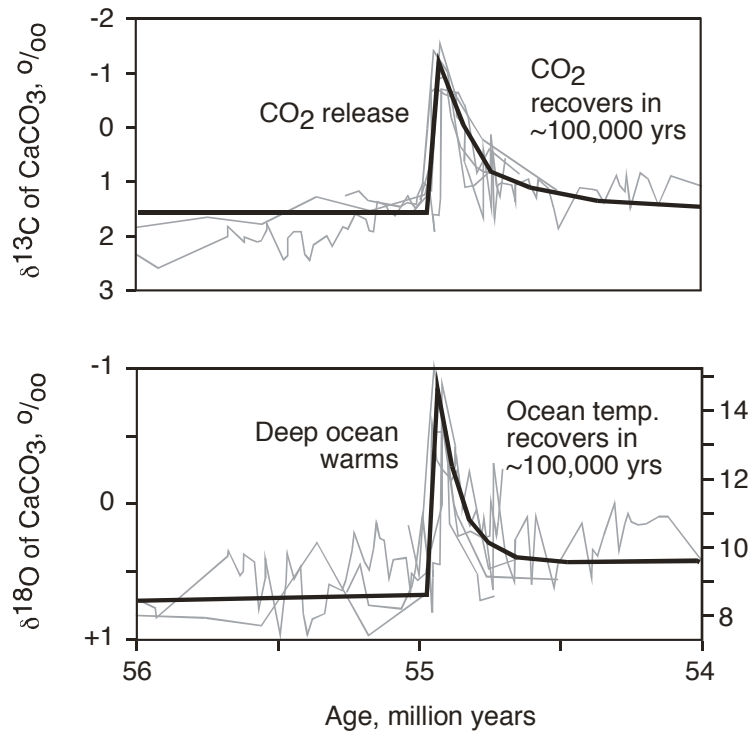 -2
-1
0
1
2
3
δ13C of CaCO3, o/oo
CO2 release
CO2
recovers in
~100,000 yrs
-1
0
+1
δ18O of CaCO3, o/oo
Deep ocean
warms
Ocean temp.
recovers in
~100,000 yrs
14
12
10
8
56
55
54
Age, million years